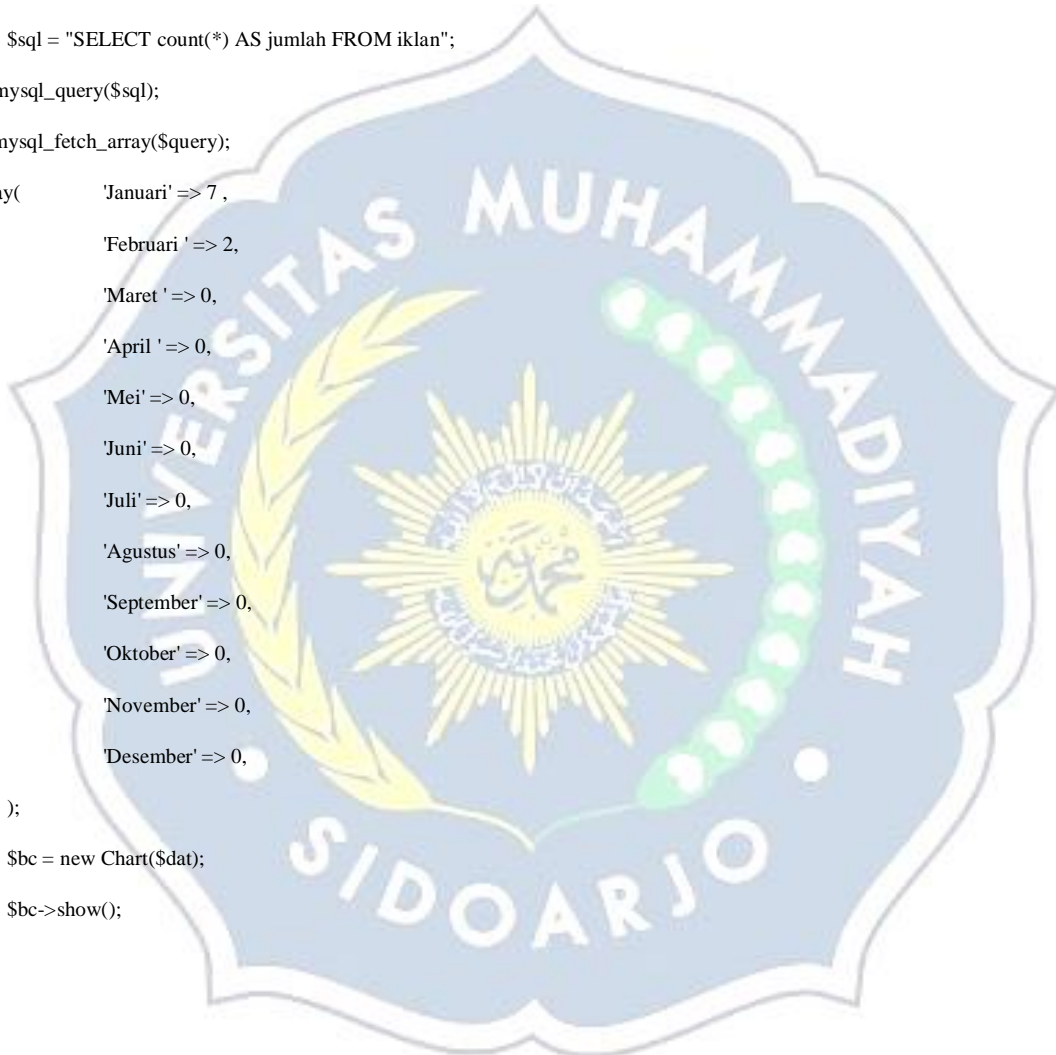 $sql = "SELECT count(*) AS jumlah FROM iklan";
mysql_query($sql);
mysql_fetch_array($query);
ay( 'Januari' => 7 ,
'Februari ' => 2,
'Maret ' => 0,
'April ' => 0,
'Mei' => 0,
'Juni' => 0,
'Juli' => 0,
'Agustus' => 0,
'September' => 0,
'Oktober' => 0,
'November' => 0,
'Desember' => 0,
);
$bc = new Chart($dat);
$bc->show();
UNIVERSITAS MUHAMMADIYAH
SIDOARJO
محمد